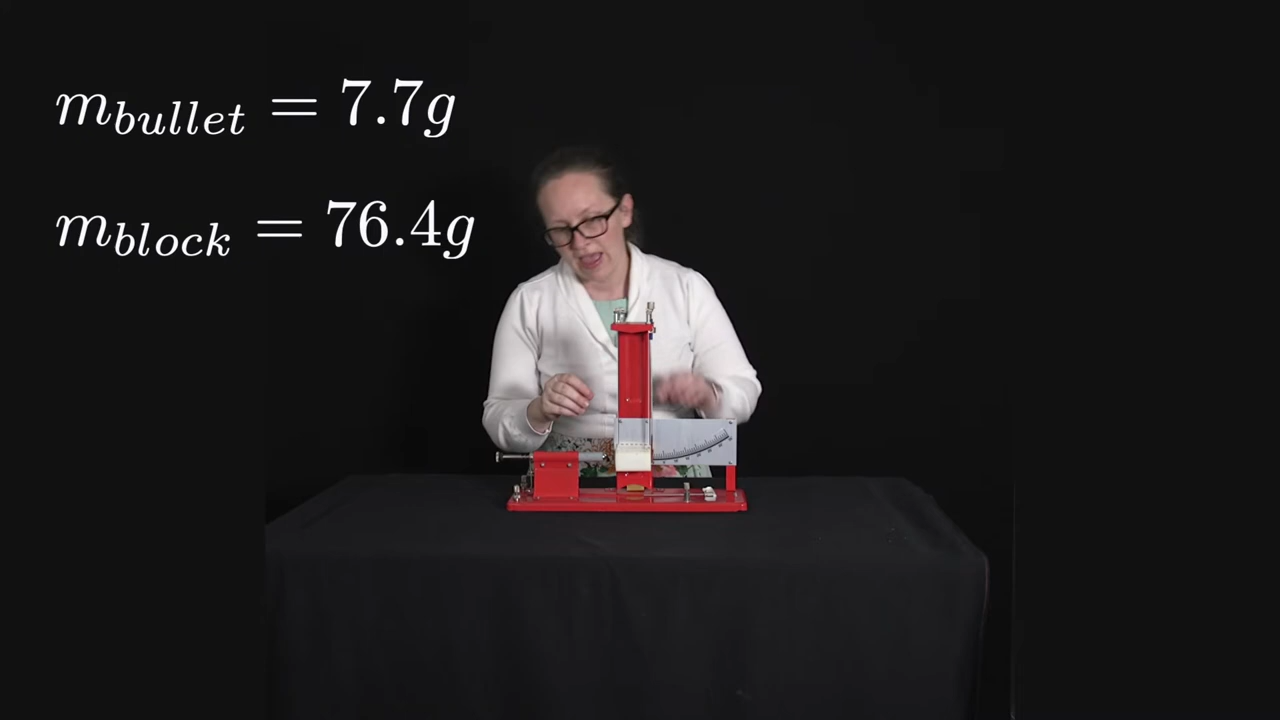 m_bullet = 7.7g
m_block = 76.4g